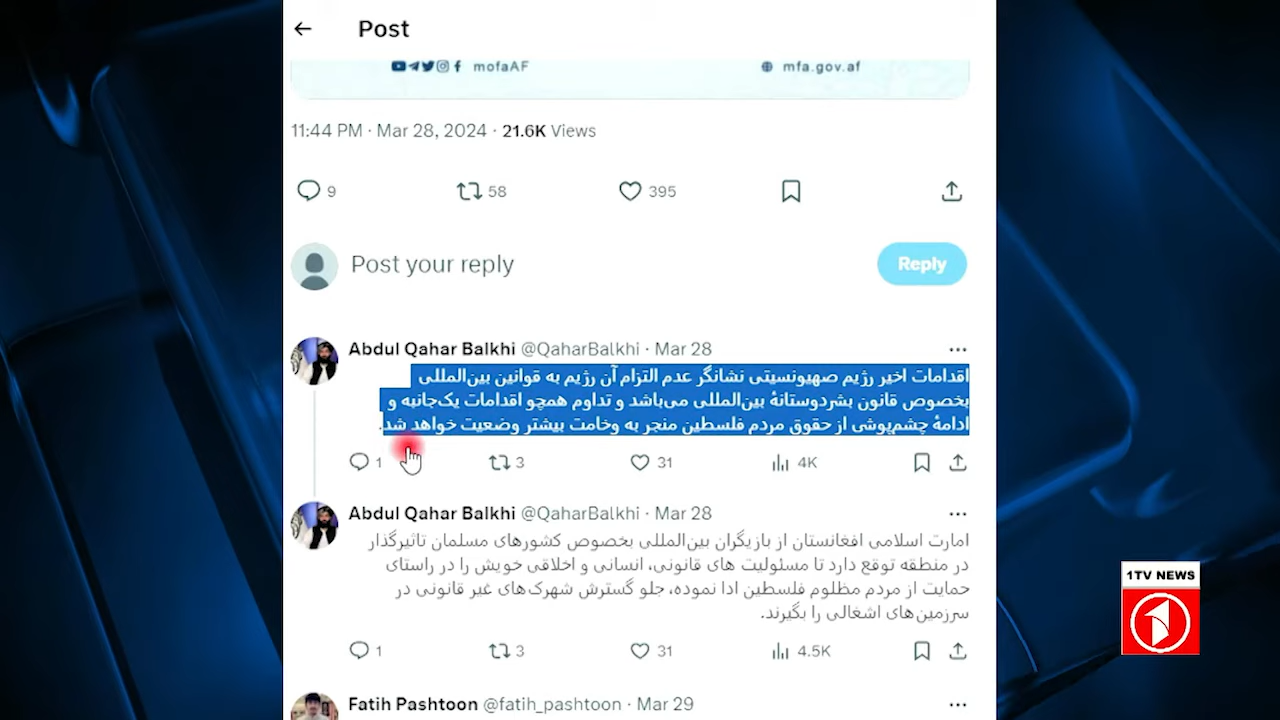 Post
mofaAF
mfa.gov.af
11:44 PM · Mar 28, 2024 · 21.6K Views
9
58
395
Post your reply
Reply
Abdul Qahar Balkhi @QaharBalkhi · Mar 28
اقدامات اخیر رژیم صهیونسیتی نشانگر عدم التزام آن رژیم به قوانین بین‌المللی
بخصوص قانون بشردوستانهٔ بین‌المللی می‌باشد و تداوم همچو اقدامات یک‌جانبه و
ادامهٔ چشم‌پوشی از حقوق مردم فلسطین منجر به وخامت بیشتر وضعیت خواهد شد.
1
3
31
4K
Abdul Qahar Balkhi @QaharBalkhi · Mar 28
امارت اسلامی افغانستان از بازیگران بین‌المللی بخصوص کشورهای مسلمان تاثیرگذار
در منطقه توقع دارد تا مسئولیت های قانونی، انسانی و اخلاقی خویش را در راستای
حمایت از مردم مظلوم فلسطین ادا نموده، جلو گسترش شهرک‌های غیر قانونی در
سرزمین‌های اشغالی را بگیرند.
1
3
31
4.5K
Fatih Pashtoon @fatih_pashtoon · Mar 29
1TV NEWS
1